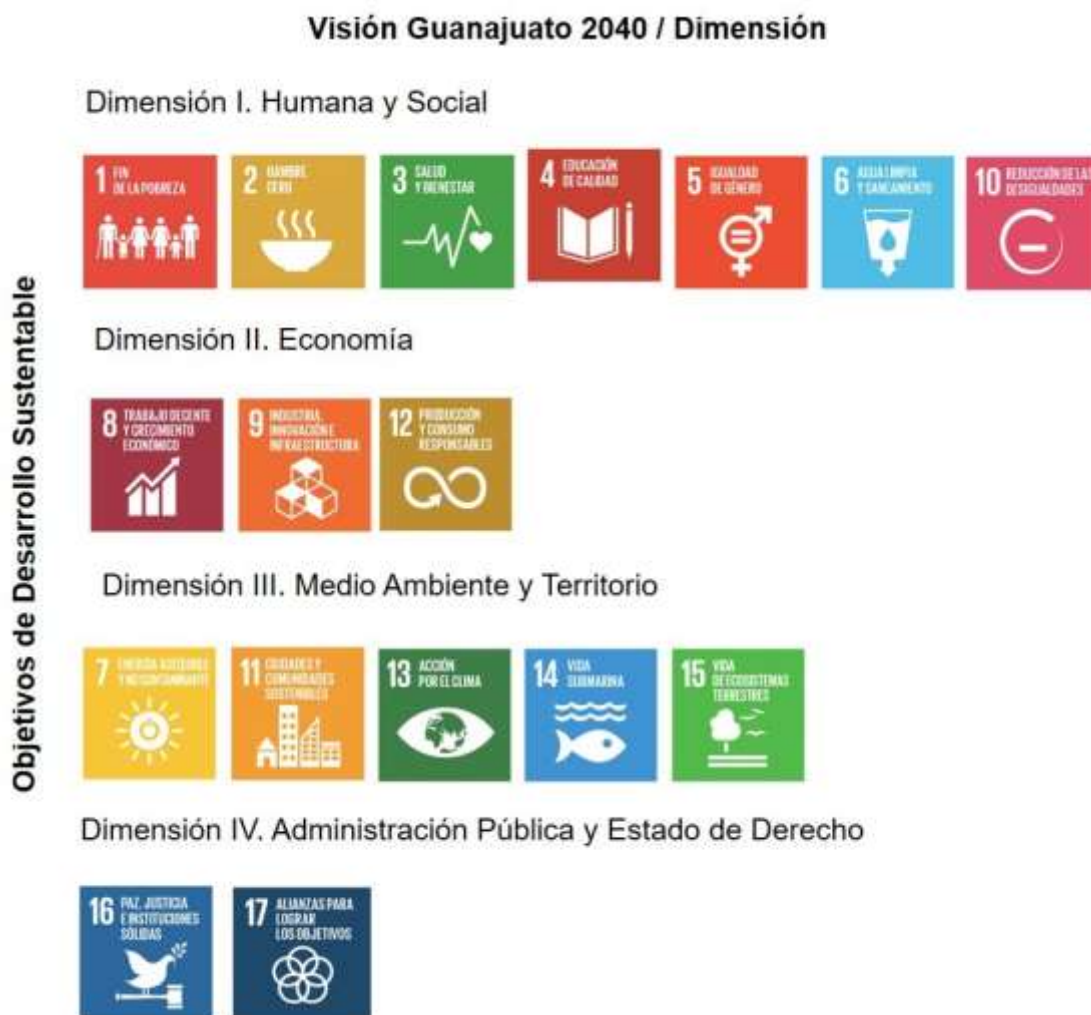 Visión Guanajuato 2040 / Dimensión
Objetivos de Desarrollo Sustentable
Dimensión I. Humana y Social
1 FIN
DE LA POBREZA
2 HAMBRE
CERO
3 SALUD
Y BIENESTAR
4 EDUCACIÓN
DE CALIDAD
5 IGUALDAD
DE GÉNERO
6 AGUA LIMPIA
Y SANEAMIENTO
10 REDUCCIÓN DE LAS
DESIGUALDADES
Dimensión II. Economía
8 TRABAJO DECENTE
Y CRECIMIENTO
ECONÓMICO
9 INDUSTRIA,
INNOVACIÓN E
INFRAESTRUCTURA
12 PRODUCCIÓN
Y CONSUMO
RESPONSABLES
Dimensión III. Medio Ambiente y Territorio
7 ENERGÍA ASEQUIBLE
Y NO CONTAMINANTE
11 CIUDADES Y
COMUNIDADES
SOSTENIBLES
13 ACCIÓN
POR EL CLIMA
14 VIDA
SUBMARINA
15 VIDA
DE ECOSISTEMAS
TERRESTRES
Dimensión IV. Administración Pública y Estado de Derecho
16 PAZ, JUSTICIA
E INSTITUCIONES
SÓLIDAS
17 ALIANZAS PARA
LOGRAR
LOS OBJETIVOS